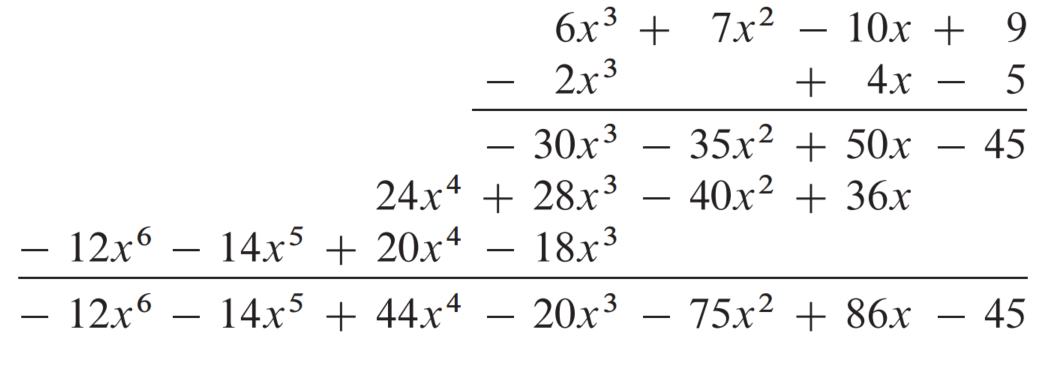 6x³ + 7x² − 10x + 9
− 2x³ + 4x − 5
− 30x³ − 35x² + 50x − 45
24x⁴ + 28x³ − 40x² + 36x
− 12x⁶ − 14x⁵ + 20x⁴ − 18x³
− 12x⁶ − 14x⁵ + 44x⁴ − 20x³ − 75x² + 86x − 45